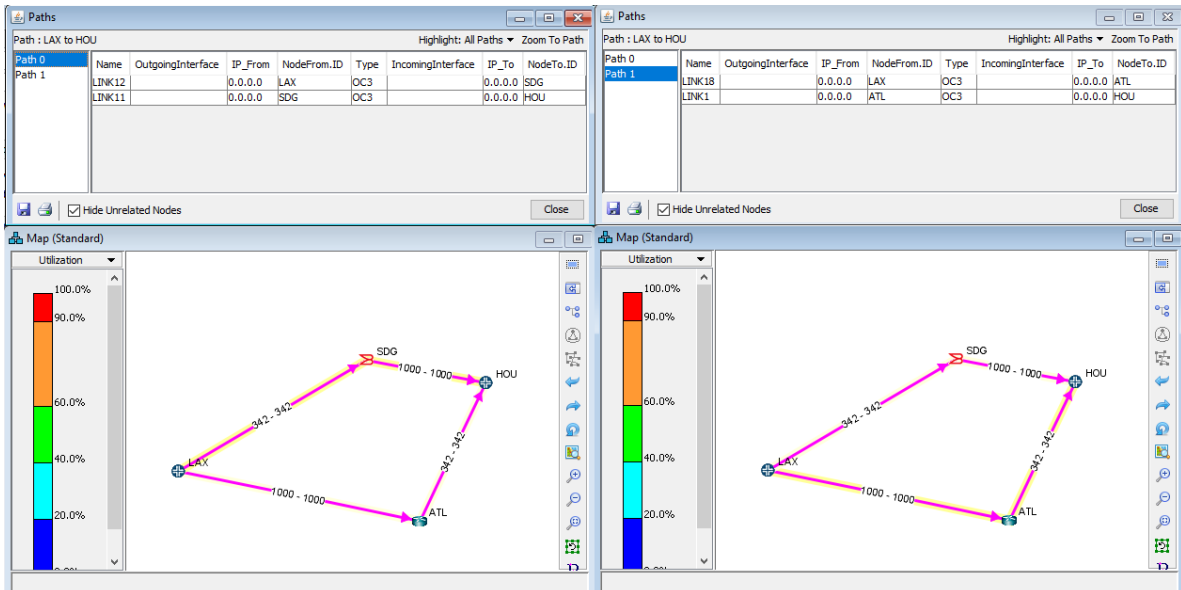 Paths
Path : LAX to HOU Highlight: All Paths ▼ Zoom To Path
Path 0
Path 1
Name OutgoingInterface IP_From NodeFrom.ID Type IncomingInterface IP_To NodeTo.ID
LINK12 0.0.0.0 LAX OC3 0.0.0.0 SDG
LINK11 0.0.0.0 SDG OC3 0.0.0.0 HOU
Hide Unrelated Nodes Close
Map (Standard)
Utilization
100.0%
90.0%
60.0%
40.0%
20.0%
SDG
1000 - 1000
HOU
342 - 342
342 - 342
LAX
1000 - 1000
ATL
Paths
Path : LAX to HOU Highlight: All Paths ▼ Zoom To Path
Path 0
Path 1
Name OutgoingInterface IP_From NodeFrom.ID Type IncomingInterface IP_To NodeTo.ID
LINK18 0.0.0.0 LAX OC3 0.0.0.0 ATL
LINK1 0.0.0.0 ATL OC3 0.0.0.0 HOU
Hide Unrelated Nodes Close
Map (Standard)
Utilization
100.0%
90.0%
60.0%
40.0%
20.0%
SDG
1000 - 1000
HOU
342 - 342
342 - 342
LAX
1000 - 1000
ATL